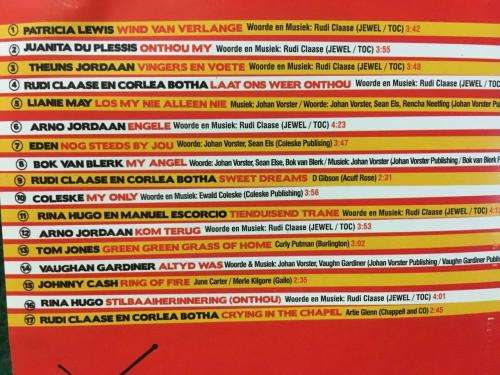 1 PATRICIA LEWIS WIND VAN VERLANGE Woorde en Musiek: Rudi Claase (JEWEL / TOC) 3:42
2 JUANITA DU PLESSIS ONTHOU MY Woorde en Musiek: Rudi Claase (JEWEL / TOC) 3:55
3 THEUNS JORDAAN VINGERS EN VOETE Woorde en Musiek: Rudi Claase (JEWEL / TOC) 3:48
4 RUDI CLAASE EN CORLEA BOTHA LAAT ONS WEER ONTHOU Woorde en Musiek: Rudi Claase (JEWEL / TOC)
5 LIANIE MAY LOS MY NIE ALLEEN NIE Musiek: Johan Vorster / Woorde: Johan Vorster, Sean Els, Rencha Neetling (Johan Vorster
6 ARNO JORDAAN ENGELE Woorde en Musiek: Rudi Claase (JEWEL / TOC) 4:23
7 EDEN NOG STEEDS BY JOU Woorde en Musiek: Sean Els (Coleske Publising) 3:47
8 BOK VAN BLERK MY ANGEL Woorde: Johan Vorster, Sean Else, Bok van Blerk / Musiek: Johan Vorster (Johan Vorster Publishing / Bok van
9 RUDI CLAASE EN CORLEA BOTHA SWEET DREAMS D Gibson (Acuff Rose) 2:31
10 COLESKE MY ONLY Woorde en Musiek: Ewald Coleske (Coleske Publishing) 3:56
11 RINA HUGO EN MANUEL ESCORCIO TIENDUISEND TRANE Woorde en Musiek: Rudi Claase (JEWEL / TOC)
12 ARNO JORDAAN KOM TERUG Woorde en Musiek: Rudi Claase (JEWEL / TOC) 3:53
13 TOM JONES GREEN GREEN GRASS OF HOME Curly Putman (Burlington) 3:02
14 VAUGHAN GARDINER ALTYD WAS Woorde & Musiek: Johan Vorster, Vaughn Gardiner (Johan Vorster Publishing / Vaughn Gardiner
15 JOHNNY CASH RING OF FIRE June Carter / Merle Kilgore (Gallo) 2:35
16 RINA HUGO STILBAAIHERINNERING (ONTHOU) Woorde en Musiek: Rudi Claase (JEWEL / TOC) 4:01
17 RUDI CLAASE EN CORLEA BOTHA CRYING IN THE CHAPEL Artie Glenn (Chappell and CO) 2:45